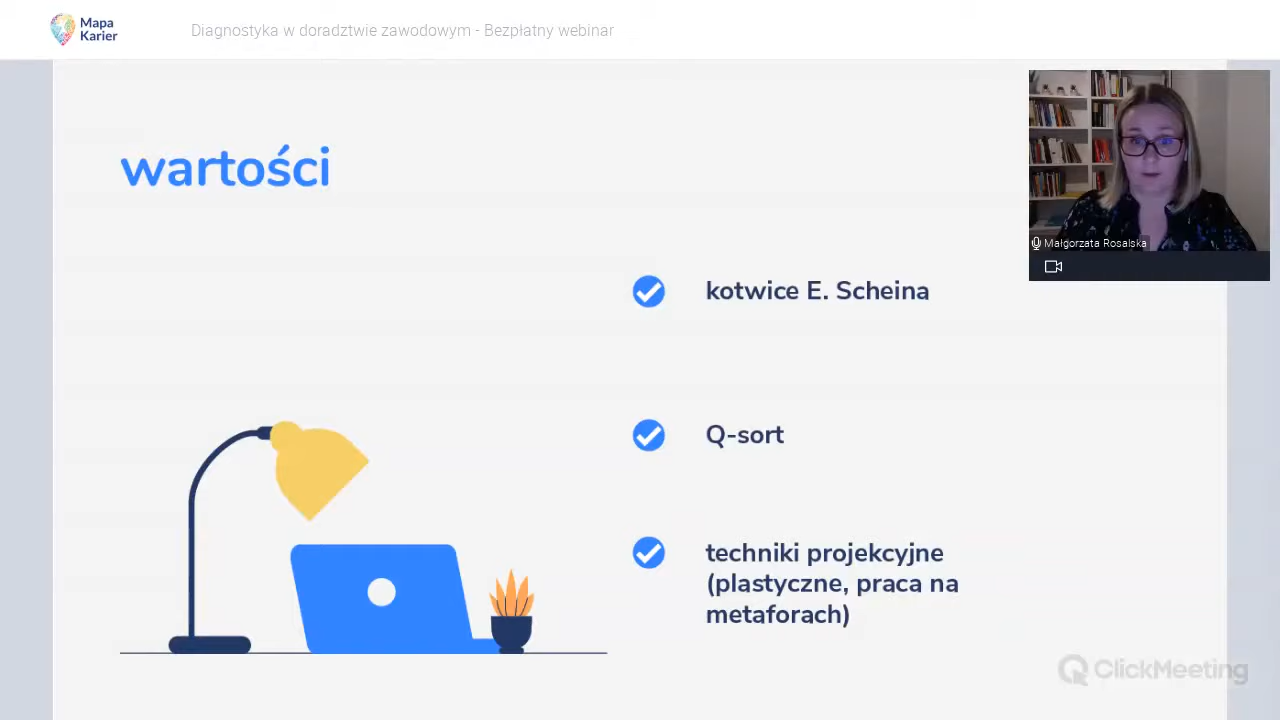 Mapa
Karier
Diagnostyka w doradztwie zawodowym - Bezpłatny webinar
wartości
Małgorzata Rosalska
kotwice E. Scheina
Q-sort
techniki projekcyjne
(plastyczne, praca na
metaforach)
ClickMeeting